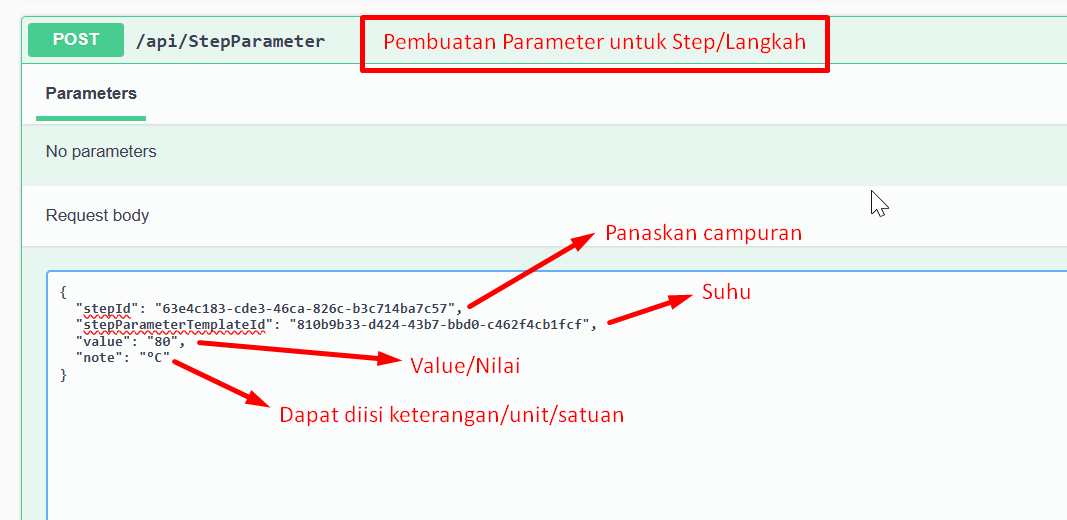 POST /api/StepParameter Pembuatan Parameter untuk Step/Langkah
Parameters
No parameters
Request body
Panaskan campuran
{
"stepId": "63e4c183-cde3-46ca-826c-b3c714ba7c57",
Suhu
"stepParameterTemplateId": "810b9b33-d424-43b7-bbd0-c462f4cb1fcf",
"value": "80",
"note": "°C"
Value/Nilai
}
Dapat diisi keterangan/unit/satuan